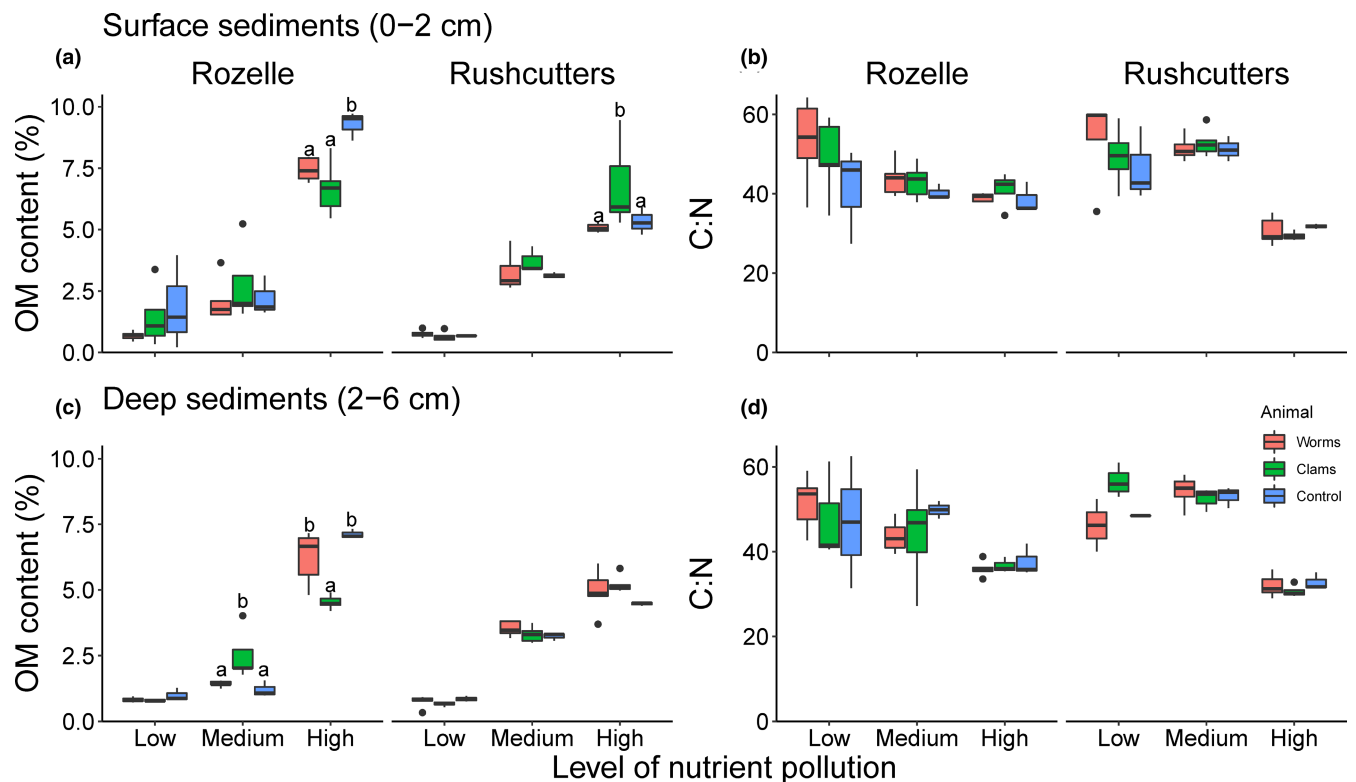 Surface sediments (0−2 cm)
(a)
(b)
Rozelle
Rushcutters
Rozelle
Rushcutters
OM content (%)
10.0
7.5
5.0
2.5
0.0
a
a
b
a
b
a
C:N
60
40
20
0
(c)
Deep sediments (2−6 cm)
(d)
OM content (%)
10.0
7.5
5.0
2.5
0.0
a
b
a
b
a
b
C:N
60
40
20
0
Animal
Worms
Clams
Control
Low
Medium
High
Low
Medium
High
Low
Medium
High
Low
Medium
High
Level of nutrient pollution